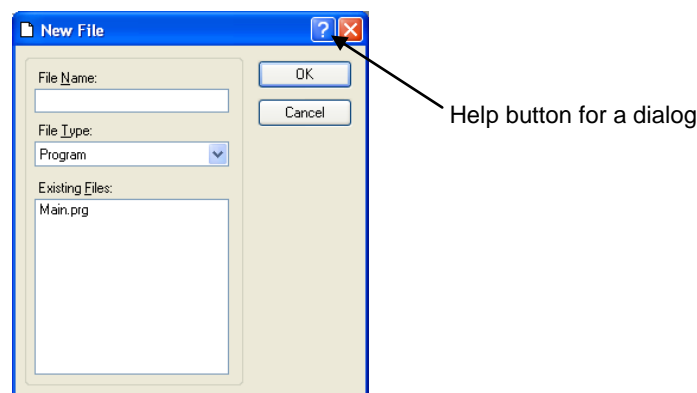 New File
?
File Name:
OK
Cancel
File Type:
Program
Existing Files:
Main.prg
Help button for a dialog